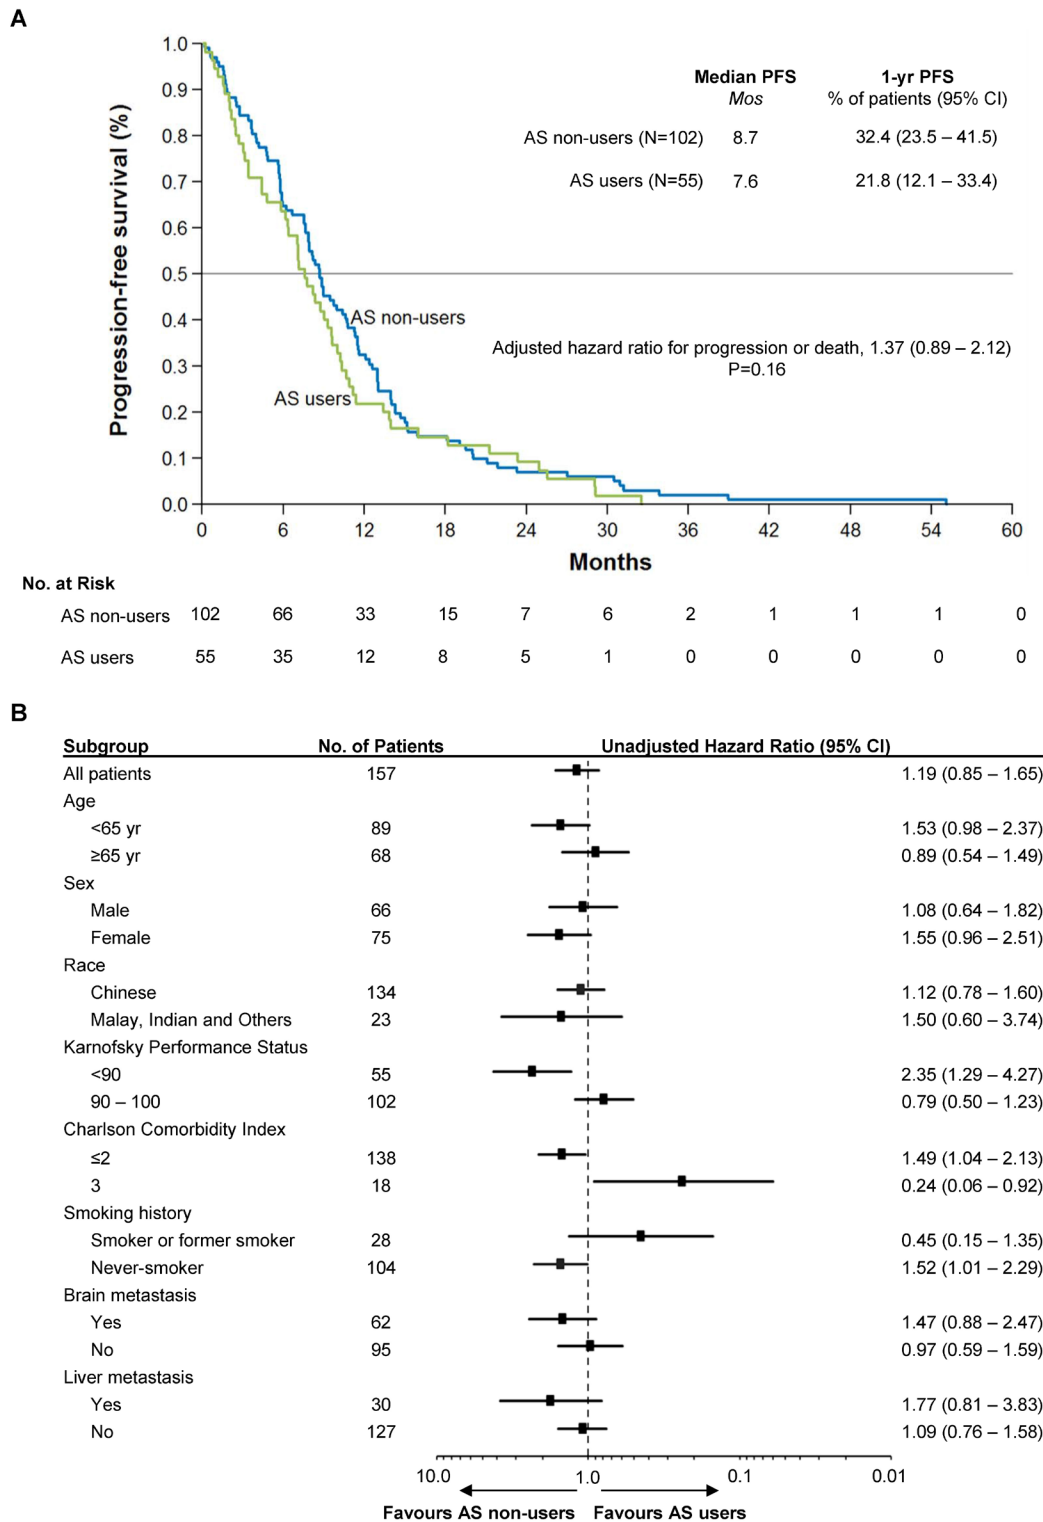 A
Progression-free survival (%)
1.0
0.9
0.8
0.7
0.6
0.5
0.4
0.3
0.2
0.1
0.0
Median PFS 1-yr PFS
Mos % of patients (95% CI)
AS non-users (N=102) 8.7 32.4 (23.5 – 41.5)
AS users (N=55) 7.6 21.8 (12.1 – 33.4)
AS non-users
Adjusted hazard ratio for progression or death, 1.37 (0.89 – 2.12)
P=0.16
AS users
0 6 12 18 24 30 36 42 48 54 60
Months
No. at Risk
AS non-users 102 66 33 15 7 6 2 1 1 1 0
AS users 55 35 12 8 5 1 0 0 0 0 0
B
Subgroup No. of Patients Unadjusted Hazard Ratio (95% CI)
All patients 157 1.19 (0.85 – 1.65)
Age
<65 yr 89 1.53 (0.98 – 2.37)
≥65 yr 68 0.89 (0.54 – 1.49)
Sex
Male 66 1.08 (0.64 – 1.82)
Female 75 1.55 (0.96 – 2.51)
Race
Chinese 134 1.12 (0.78 – 1.60)
Malay, Indian and Others 23 1.50 (0.60 – 3.74)
Karnofsky Performance Status
<90 55 2.35 (1.29 – 4.27)
90 – 100 102 0.79 (0.50 – 1.23)
Charlson Comorbidity Index
≤2 138 1.49 (1.04 – 2.13)
3 18 0.24 (0.06 – 0.92)
Smoking history
Smoker or former smoker 28 0.45 (0.15 – 1.35)
Never-smoker 104 1.52 (1.01 – 2.29)
Brain metastasis
Yes 62 1.47 (0.88 – 2.47)
No 95 0.97 (0.59 – 1.59)
Liver metastasis
Yes 30 1.77 (0.81 – 3.83)
No 127 1.09 (0.76 – 1.58)
10.0 1.0 0.1 0.01
Favours AS non-users Favours AS users